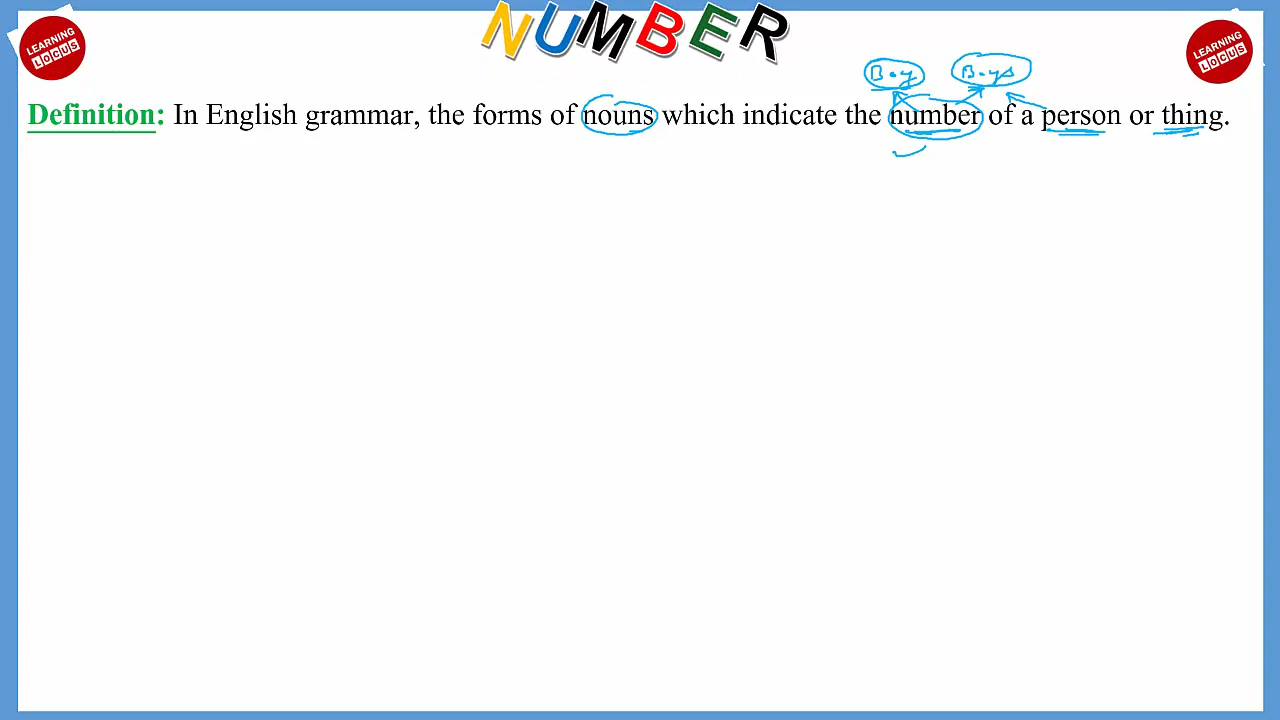 NUMBER
LEARNING
LOCUS
LEARNING
LOCUS
Boy Boys
Definition: In English grammar, the forms of nouns which indicate the number of a person or thing.